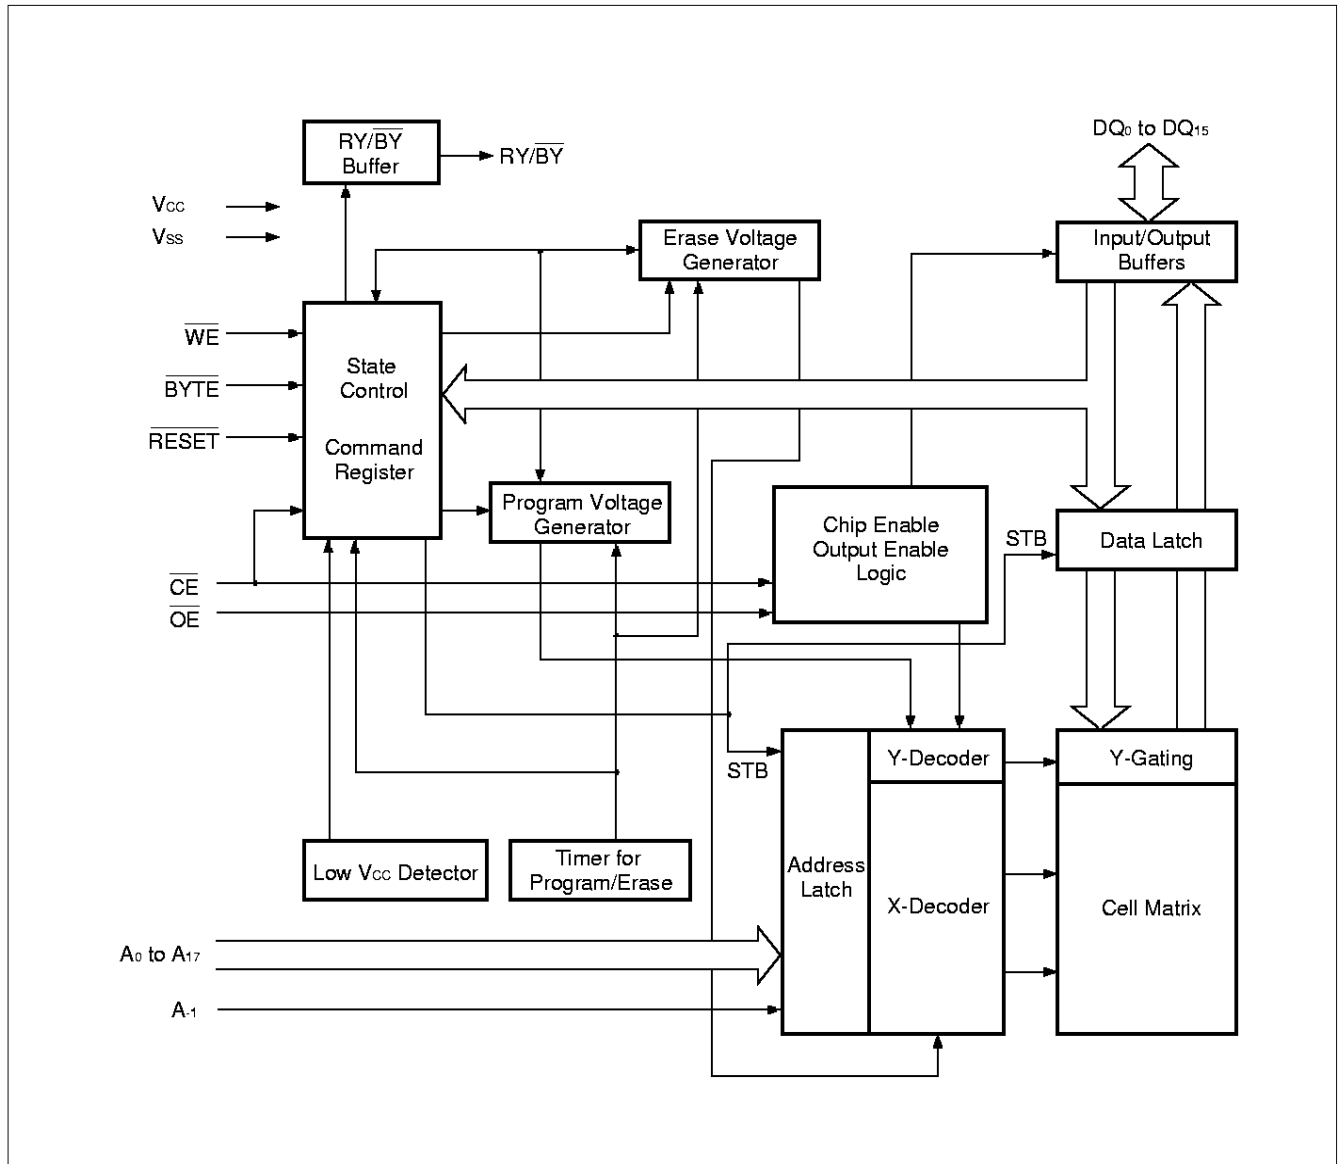 RY/BY
Buffer
RY/BY
DQ0 to DQ15
VCC
VSS
Erase Voltage
Generator
Input/Output
Buffers
WE
BYTE
RESET
State
Control
Command
Register
Program Voltage
Generator
Chip Enable
Output Enable
Logic
STB
Data Latch
CE
OE
STB
Y-Decoder
Y-Gating
Low VCC Detector
Timer for
Program/Erase
Address
Latch
X-Decoder
Cell Matrix
A0 to A17
A-1